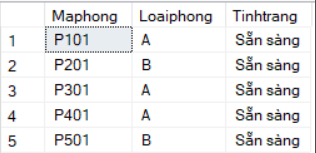 Maphong Loaiphong Tinhtrang
1 P101 A Sẵn sàng
2 P201 B Sẵn sàng
3 P301 A Sẵn sàng
4 P401 A Sẵn sàng
5 P501 B Sẵn sàng